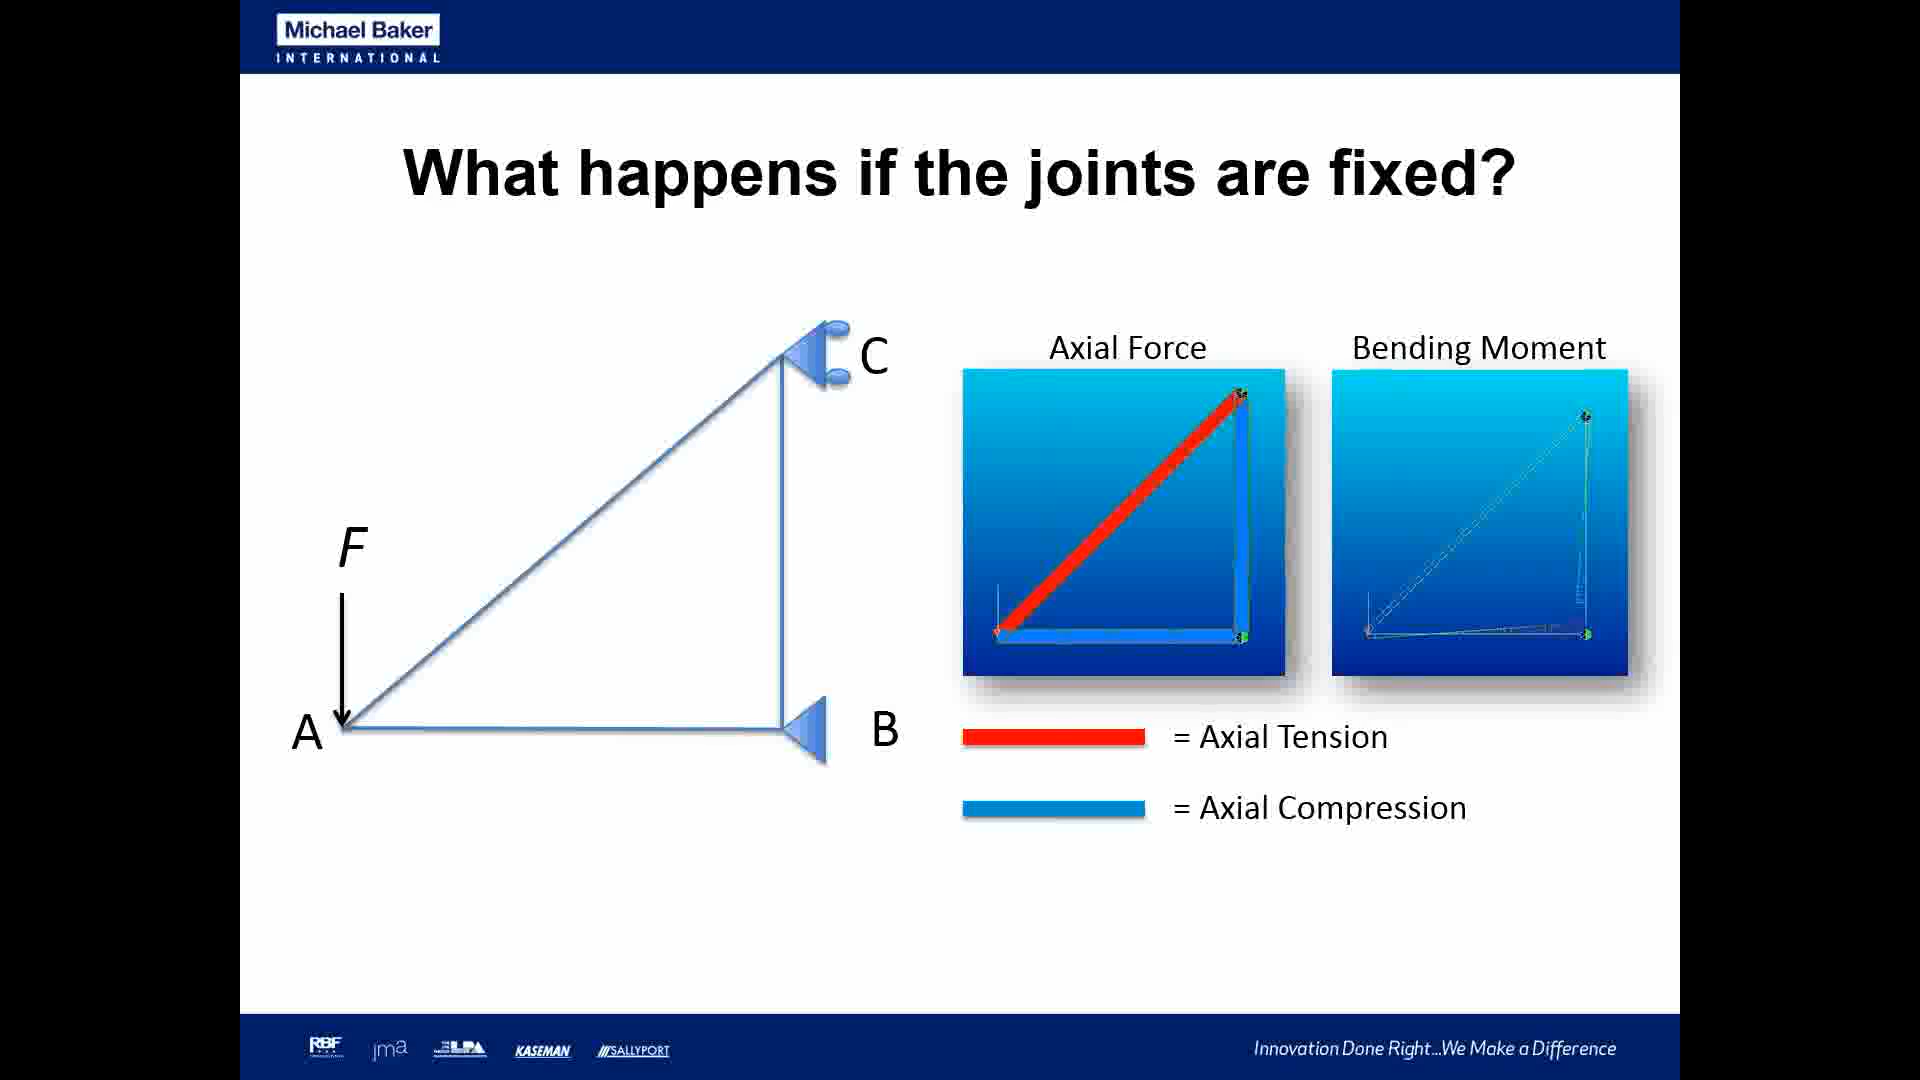 Michael Baker
INTERNATIONAL
What happens if the joints are fixed?
F
A
B
C
Axial Force
Bending Moment
= Axial Tension
= Axial Compression
RBF
jma
LPA
KASEMAN
SALLYPORT
Innovation Done Right...We Make a Difference